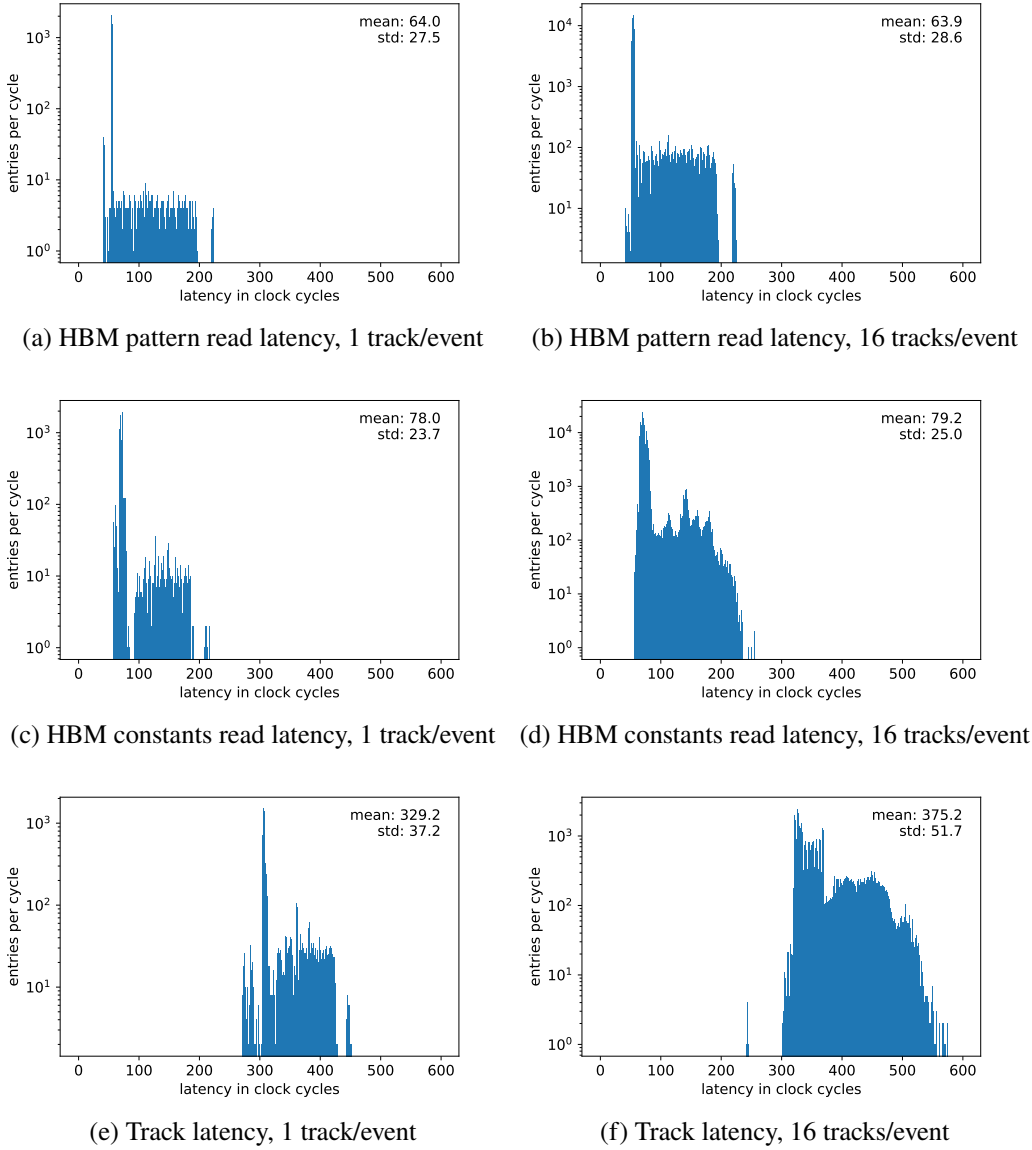 mean: 64.0
std: 27.5
10³
10²
10¹
10⁰
entries per cycle
0 100 200 300 400 500 600
latency in clock cycles
(a) HBM pattern read latency, 1 track/event
mean: 63.9
std: 28.6
10⁴
10³
10²
10¹
entries per cycle
0 100 200 300 400 500 600
latency in clock cycles
(b) HBM pattern read latency, 16 tracks/event
mean: 78.0
std: 23.7
10³
10²
10¹
10⁰
entries per cycle
0 100 200 300 400 500 600
latency in clock cycles
(c) HBM constants read latency, 1 track/event
mean: 79.2
std: 25.0
10⁴
10³
10²
10¹
10⁰
entries per cycle
0 100 200 300 400 500 600
latency in clock cycles
(d) HBM constants read latency, 16 tracks/event
mean: 329.2
std: 37.2
10³
10²
10¹
entries per cycle
0 100 200 300 400 500 600
latency in clock cycles
(e) Track latency, 1 track/event
mean: 375.2
std: 51.7
10³
10²
10¹
10⁰
entries per cycle
0 100 200 300 400 500 600
latency in clock cycles
(f) Track latency, 16 tracks/event